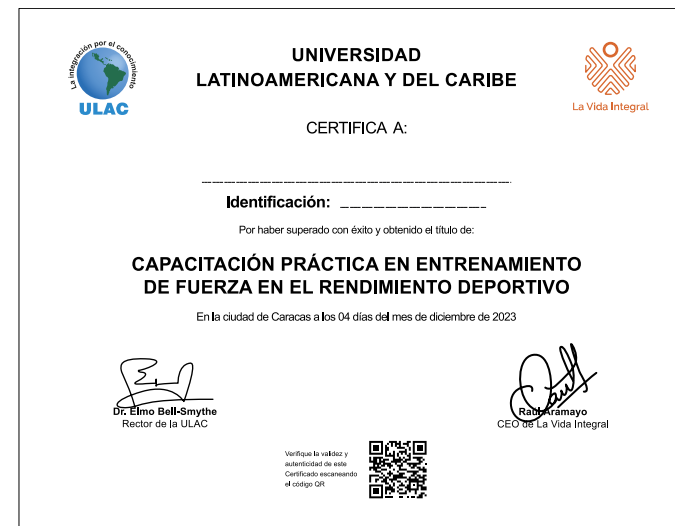 La integración por el conocimiento
ULAC
UNIVERSIDAD
LATINOAMERICANA Y DEL CARIBE
La Vida Integral
CERTIFICA A:
Identificación:
Por haber superado con éxito y obtenido el título de:
CAPACITACIÓN PRÁCTICA EN ENTRENAMIENTO
DE FUERZA EN EL RENDIMIENTO DEPORTIVO
En la ciudad de Caracas a los 04 días del mes de diciembre de 2023
Dr. Elmo Bell-Smythe
Rector de la ULAC
Raul Aramayo
CEO de La Vida Integral
Verifique la validez y
autenticidad de este
Certificado escaneando
el código QR